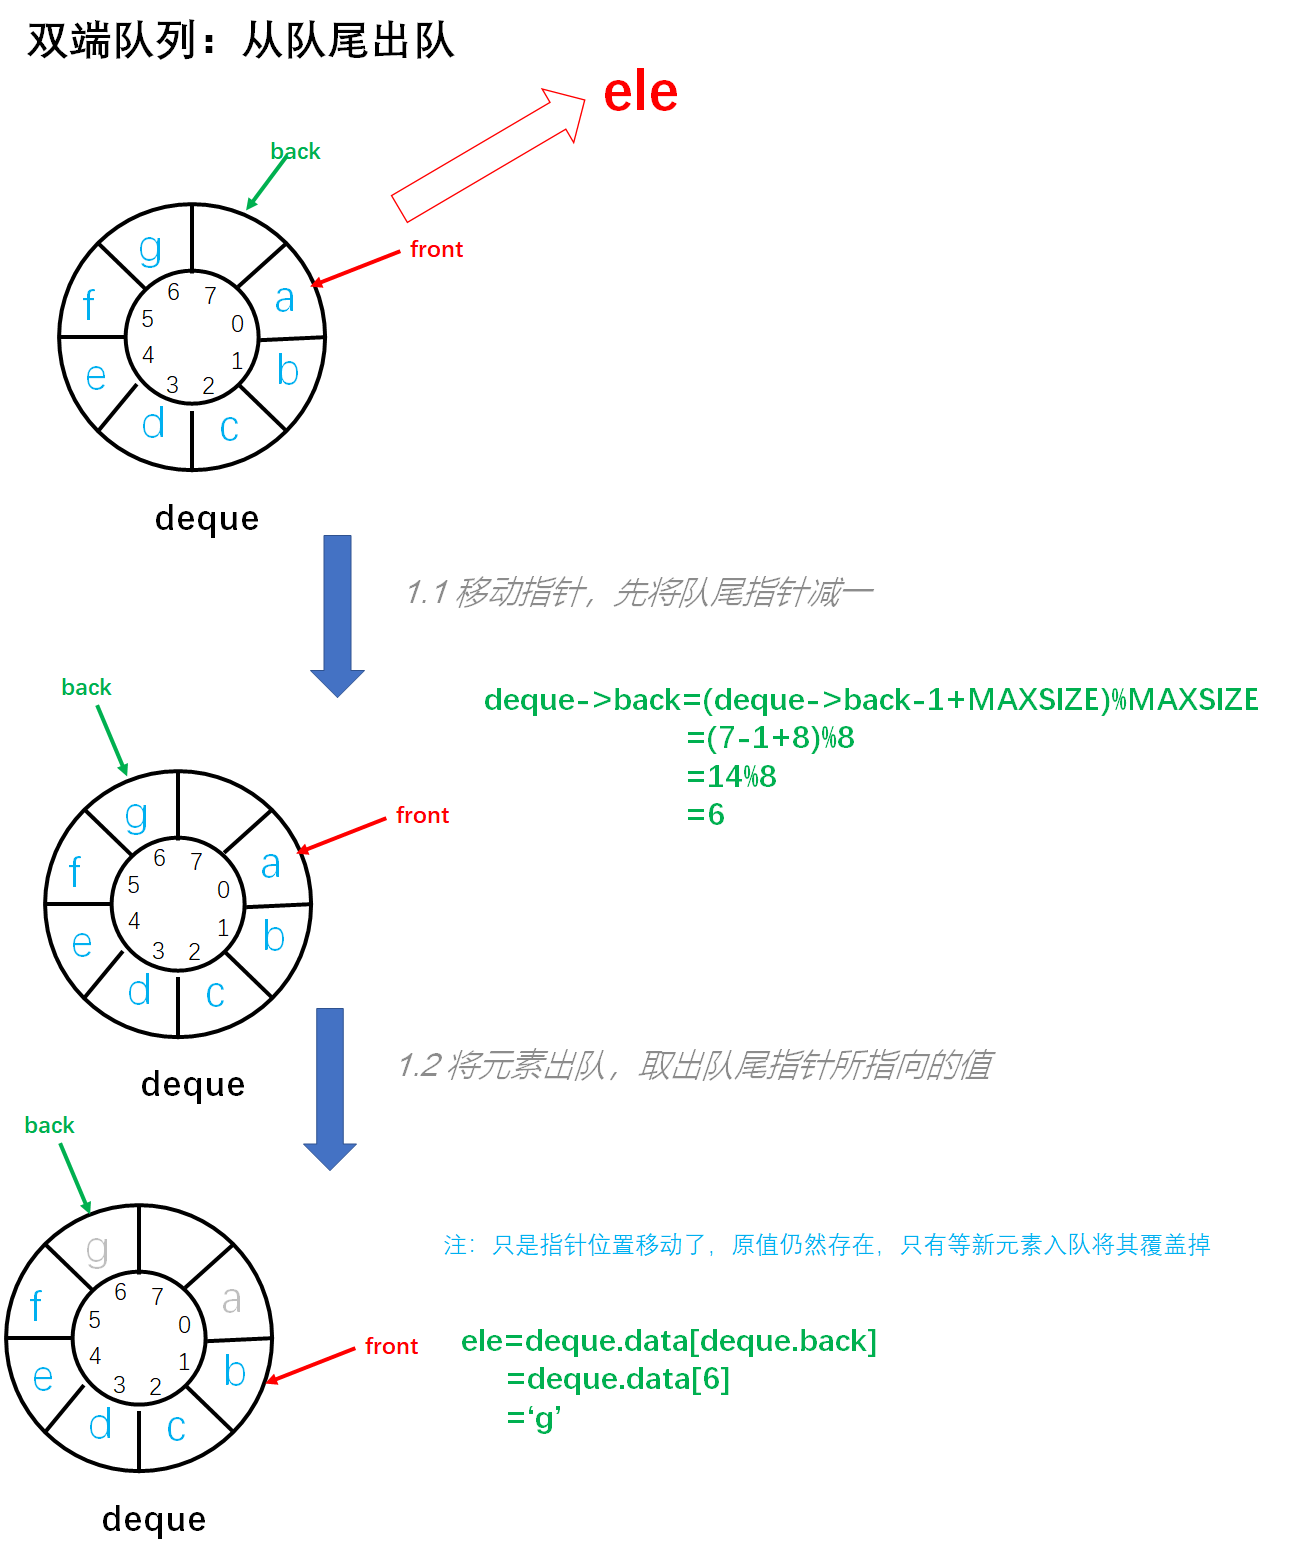 双端队列：从队尾出队
ele
back
front
g
a
f
b
e
c
d
6 7
5 0
4 1
3 2
deque
1.1 移动指针，先将队尾指针减一
back
deque->back=(deque->back-1+MAXSIZE)%MAXSIZE
=(7-1+8)%8
=14%8
=6
front
g
a
f
b
e
c
d
6 7
5 0
4 1
3 2
deque
1.2 将元素出队，取出队尾指针所指向的值
back
注：只是指针位置移动了，原值仍然存在，只有等新元素入队将其覆盖掉
g
a
f
b
e
c
d
6 7
5 0
4 1
3 2
front
ele=deque.data[deque.back]
=deque.data[6]
=‘g’
deque